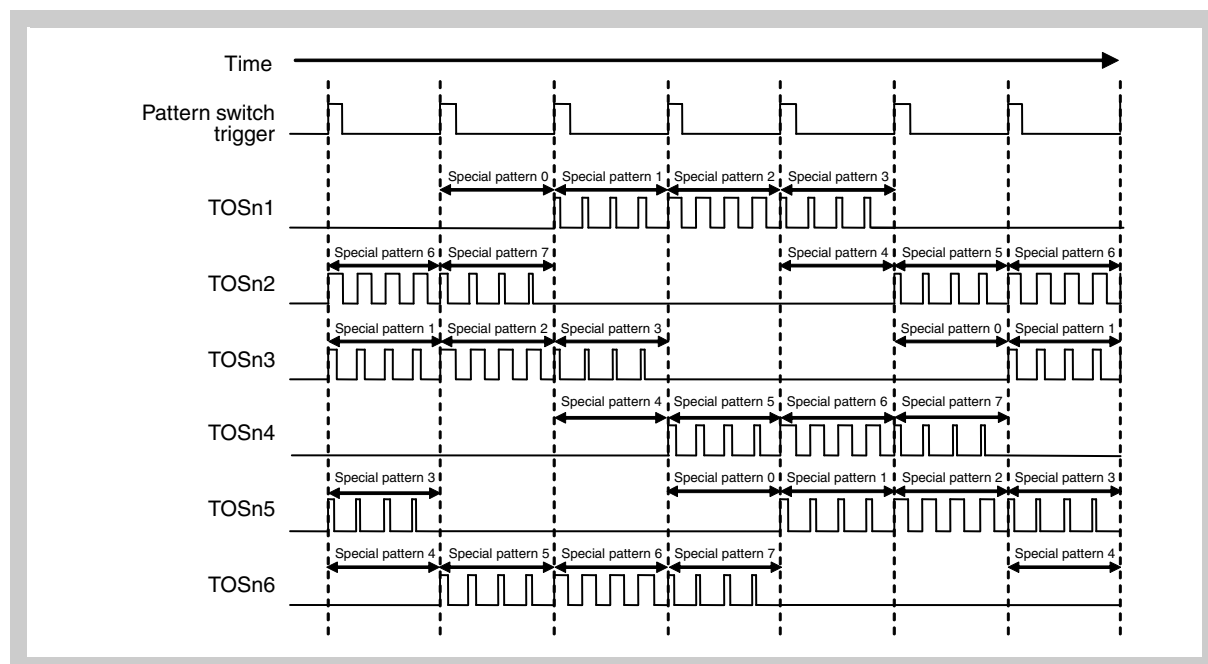 Time
Pattern switch
trigger
Special pattern 0 Special pattern 1 Special pattern 2 Special pattern 3
TOSn1
Special pattern 6 Special pattern 7 Special pattern 4 Special pattern 5 Special pattern 6
TOSn2
Special pattern 1 Special pattern 2 Special pattern 3 Special pattern 0 Special pattern 1
TOSn3
Special pattern 4 Special pattern 5 Special pattern 6 Special pattern 7
TOSn4
Special pattern 3 Special pattern 0 Special pattern 1 Special pattern 2 Special pattern 3
TOSn5
Special pattern 4 Special pattern 5 Special pattern 6 Special pattern 7 Special pattern 4
TOSn6